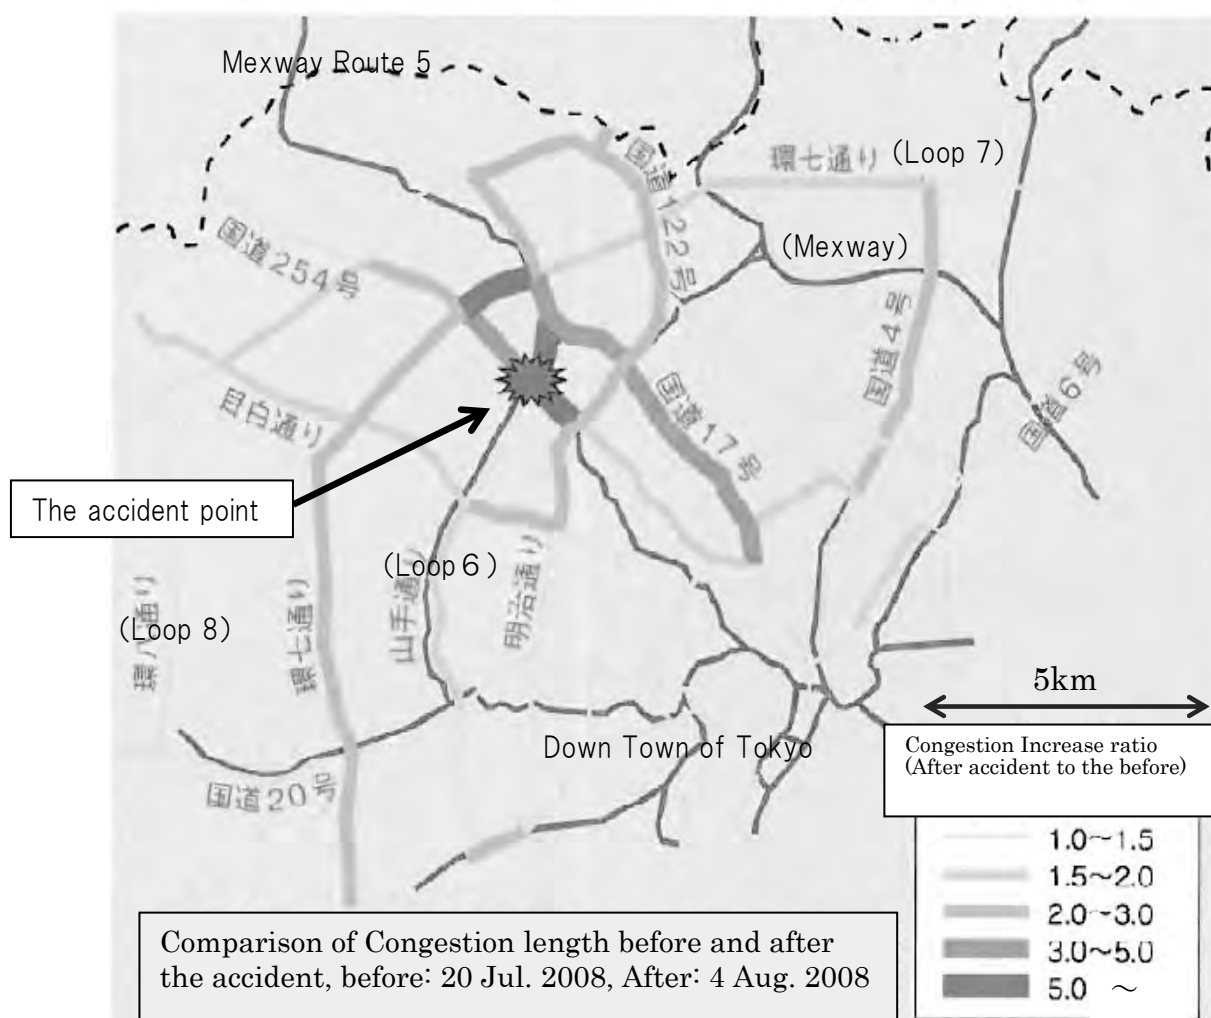 Mexway Route 5
国道122号
環七通り
(Loop 7)
国道254号
(Mexway)
国道4号
国道6号
目白通り
国道17号
The accident point
(Loop 6)
山手通り
明治通り
(Loop 8)
環八通り
環七通り
5km
Down Town of Tokyo
国道20号
Congestion Increase ratio
(After accident to the before)
1.0～1.5
1.5～2.0
2.0～3.0
3.0～5.0
5.0 ～
Comparison of Congestion length before and after
the accident, before: 20 Jul. 2008, After: 4 Aug. 2008